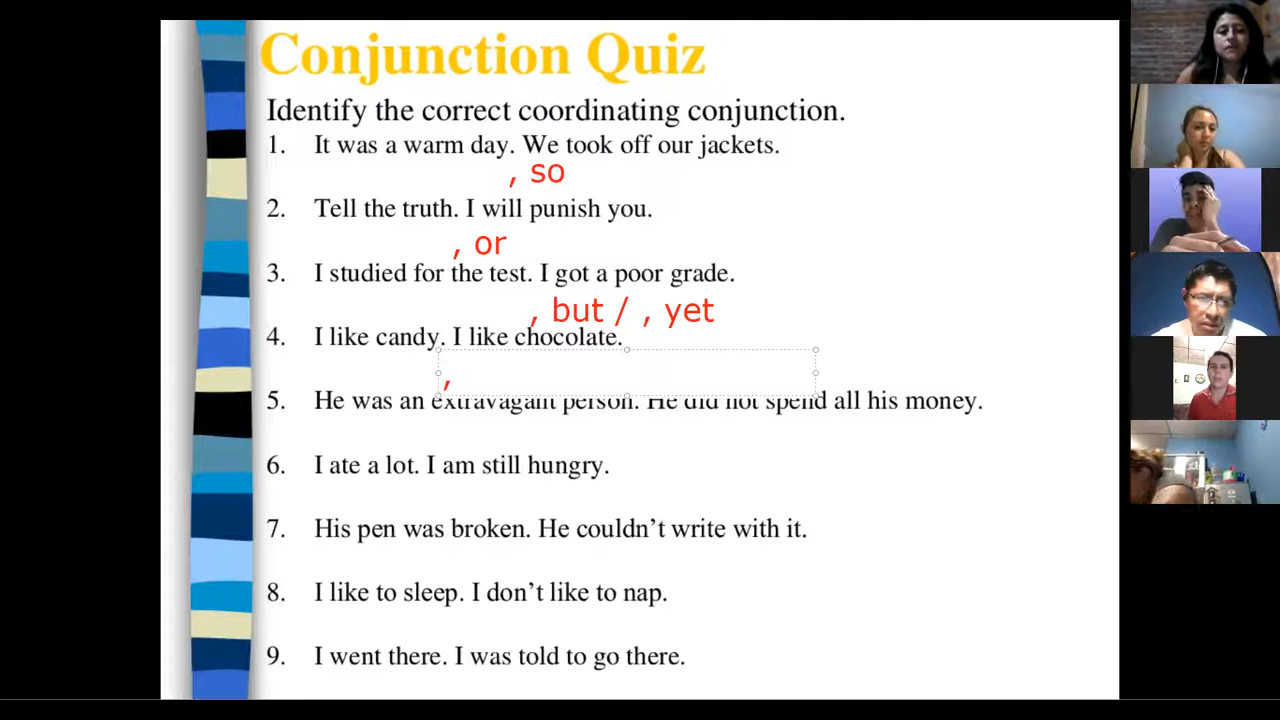 Conjunction Quiz
Identify the correct coordinating conjunction.
1. It was a warm day. We took off our jackets.
, so
2. Tell the truth. I will punish you.
, or
3. I studied for the test. I got a poor grade.
, but / , yet
4. I like candy. I like chocolate.
,
5. He was an extravagant person. He did not spend all his money.
6. I ate a lot. I am still hungry.
7. His pen was broken. He couldn't write with it.
8. I like to sleep. I don't like to nap.
9. I went there. I was told to go there.